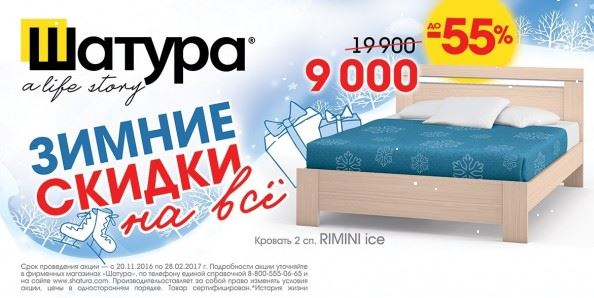 Шатура®
a life story
ЗИМНИЕ
СКИДКИ
на всё
19 900
9 000
до -55%
Кровать 2 сп. RIMINI ice
Срок проведения акции — с 20.11.2016 по 28.02.2017 г. Подробности акции уточняйте
в фирменных магазинах «Шатура», по телефону единой справочной 8-800-555-06-65 и
на сайте www.shatura.com. Производитель оставляет за собой право изменять условия
акции, цены в одностороннем порядке. Товар сертифицирован.*История жизни